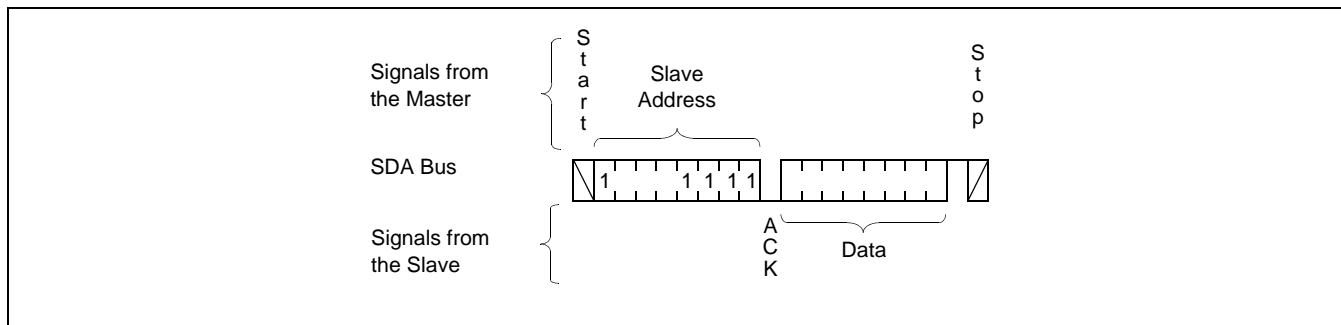 Signals from
the Master
Start
Slave
Address
Stop
SDA Bus
1 1 1 1 1
Signals from
the Slave
ACK
Data